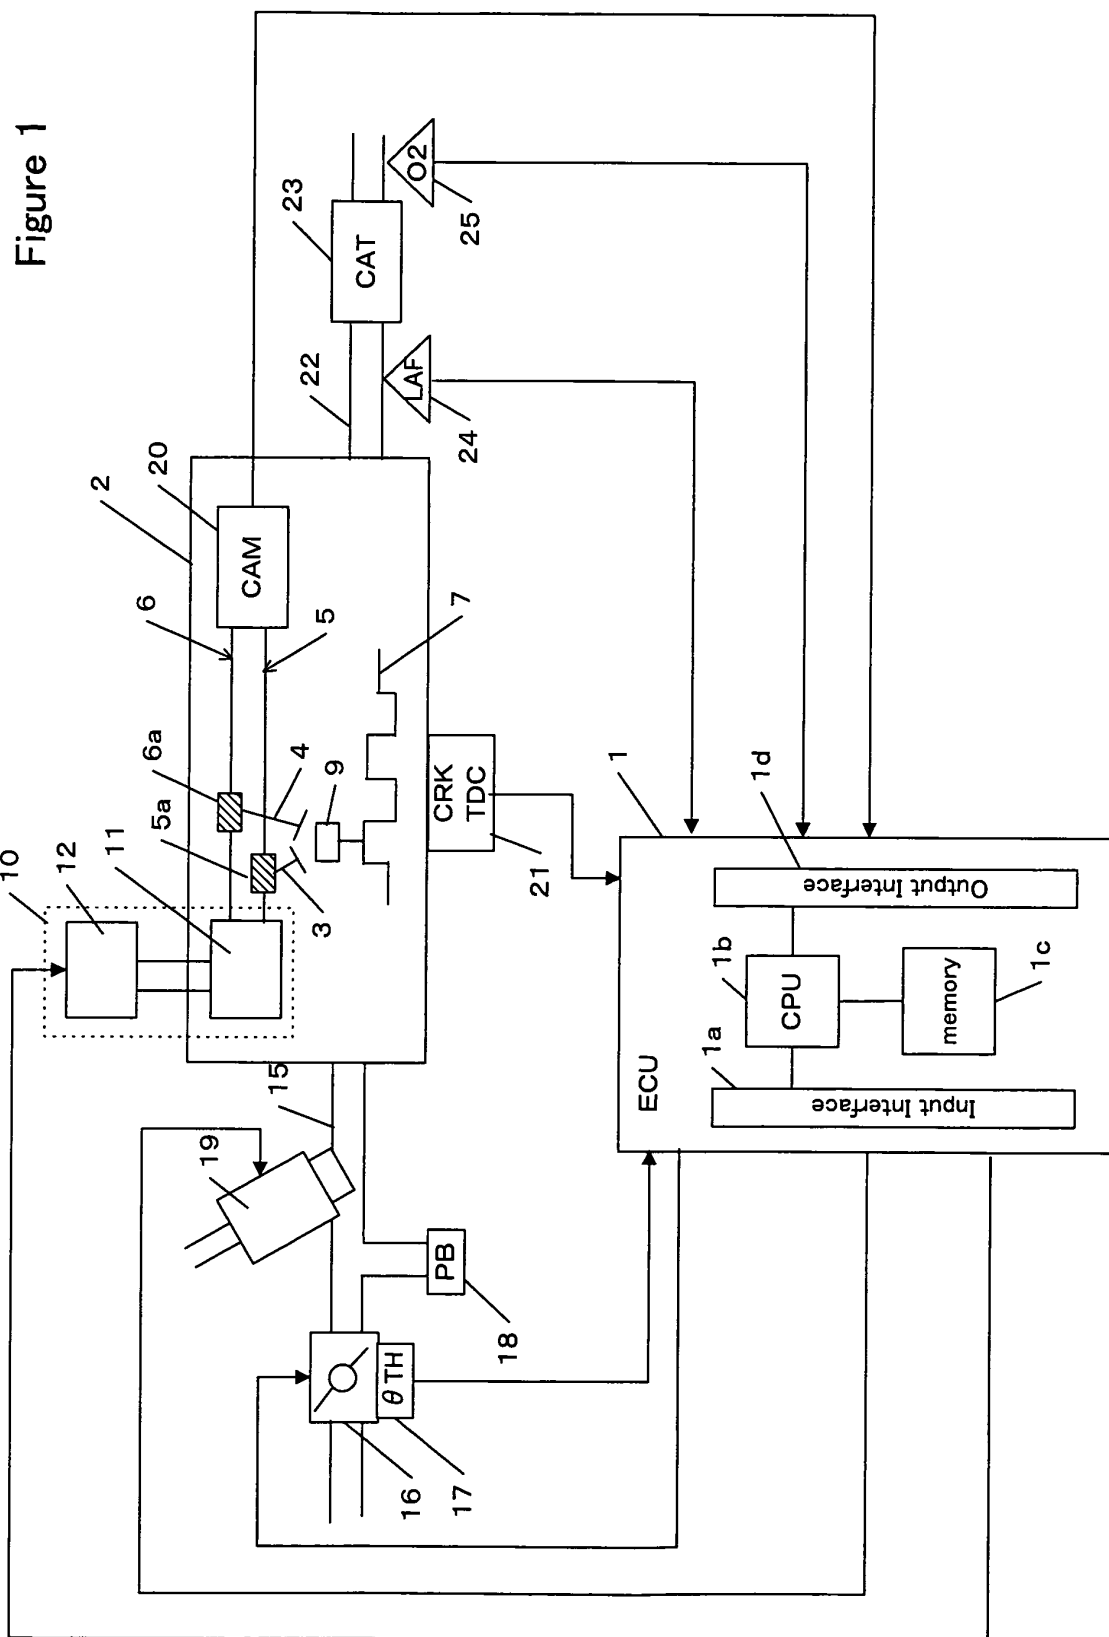 Figure 1
10
12
11
5a
6a
6
5
4
3
9
7
2
20
CAM
22
23
CAT
LAF
24
O2
25
CRK
TDC
21
15
19
PB
18
θTH
17
16
1
ECU
1a
Input Interface
1b
CPU
memory
1c
1d
Output Interface